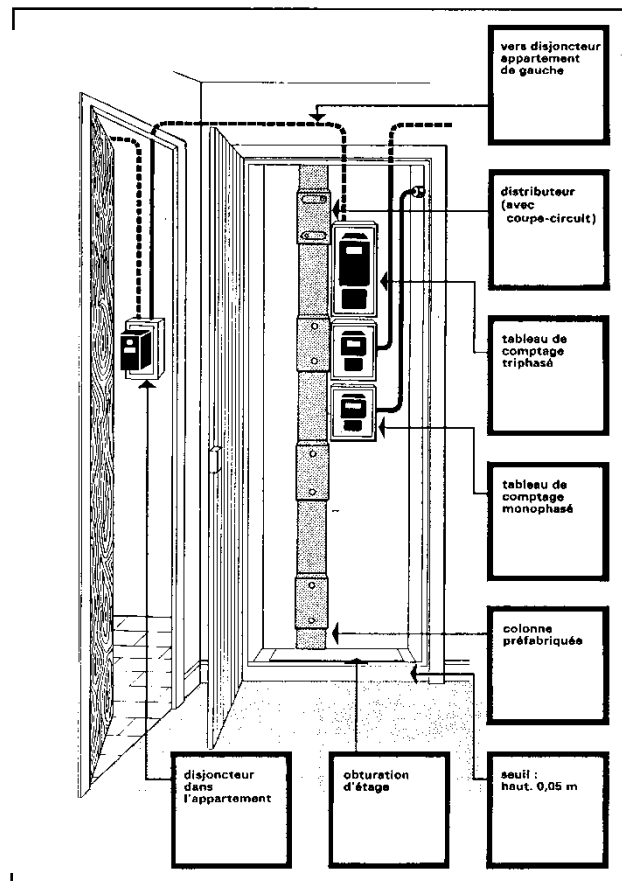 vers disjoncteur
appartement
de gauche
distributeur
(avec
coupe-circuit)
tableau de
comptage
triphasé
tableau de
comptage
monophasé
colonne
préfabriquée
disjoncteur
dans
l'appartement
obturation
d'étage
seuil :
haut. 0,05 m